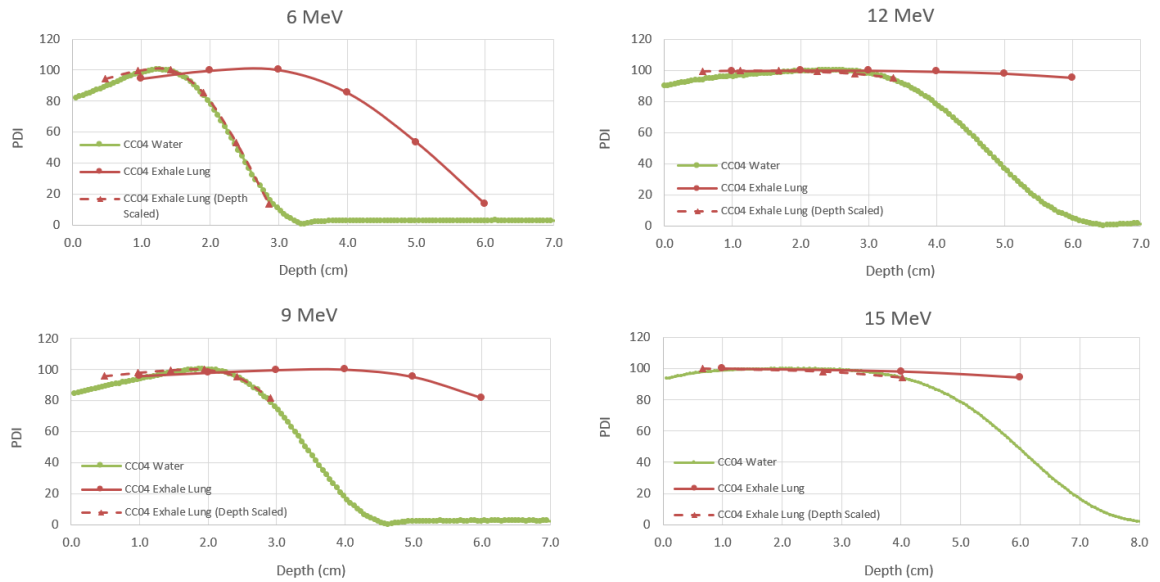 6 MeV
120
100
80
60
40
20
0
PDI
CC04 Water
CC04 Exhale Lung
CC04 Exhale Lung (Depth
Scaled)
0.0 1.0 2.0 3.0 4.0 5.0 6.0 7.0
Depth (cm)
12 MeV
120
100
80
60
40
20
0
PDI
CC04 Water
CC04 Exhale Lung
CC04 Exhale Lung (Depth Scaled)
0.0 1.0 2.0 3.0 4.0 5.0 6.0 7.0
Depth (cm)
9 MeV
120
100
80
60
40
20
0
PDI
CC04 Water
CC04 Exhale Lung
CC04 Exhale Lung (Depth Scaled)
0.0 1.0 2.0 3.0 4.0 5.0 6.0 7.0
Depth (cm)
15 MeV
120
100
80
60
40
20
0
PDI
CC04 Water
CC04 Exhale Lung
CC04 Exhale Lung (Depth Scaled)
0.0 1.0 2.0 3.0 4.0 5.0 6.0 7.0 8.0
Depth (cm)